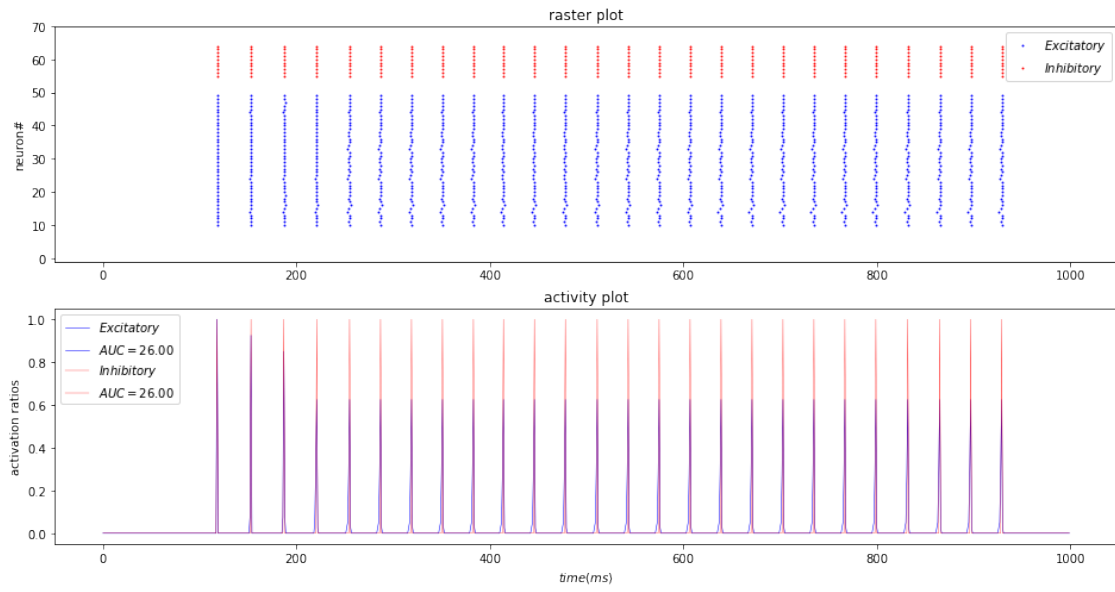 raster plot
70
60
50
40
30
20
10
0
neuron#
Excitatory
Inhibitory
0
200
400
600
800
1000
activity plot
1.0
0.8
0.6
0.4
0.2
0.0
activation ratios
Excitatory
AUC = 26.00
Inhibitory
AUC = 26.00
0
200
400
600
800
1000
time(ms)